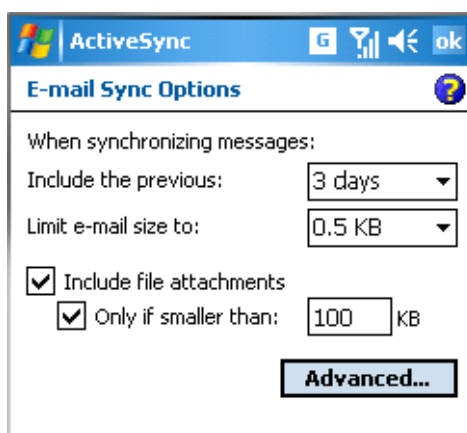 ActiveSync G ok
E-mail Sync Options ?
When synchronizing messages:
Include the previous: 3 days
Limit e-mail size to: 0.5 KB
Include file attachments
Only if smaller than: 100 KB
Advanced...